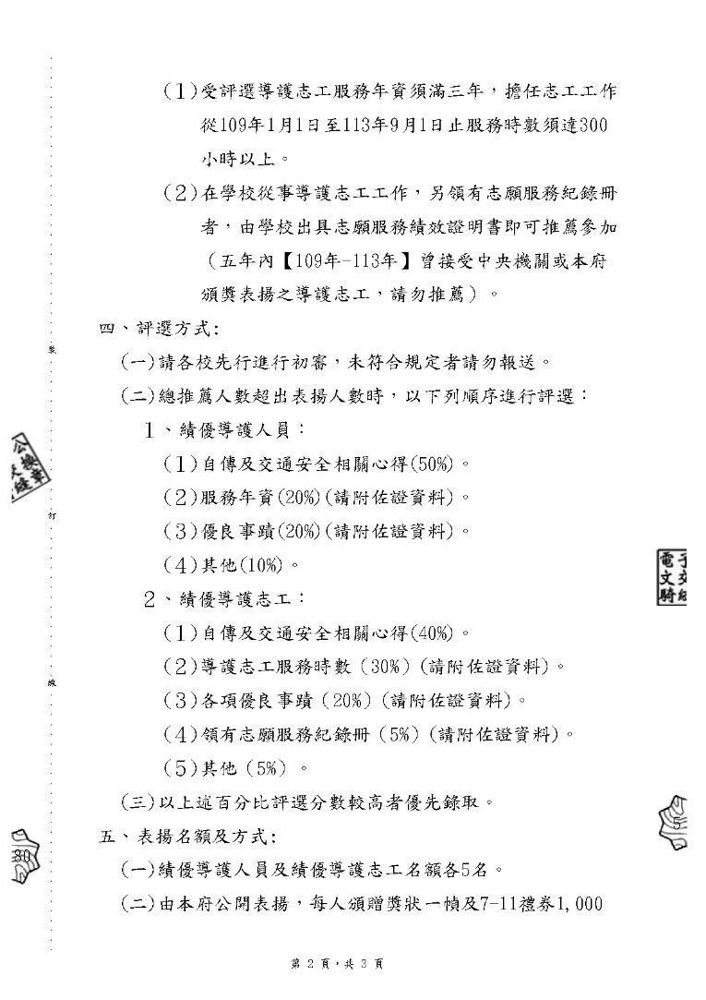 (１)受評選導護志工服務年資須滿三年，擔任志工工作
從109年1月1日至113年9月1日止服務時數須達300
小時以上。
(２)在學校從事導護志工工作，另領有志願服務紀錄冊
者，由學校出具志願服務績效證明書即可推薦參加
（五年內【109年-113年】曾接受中央機關或本府
頒獎表揚之導護志工，請勿推薦）。
四、評選方式:
(一)請各校先行進行初審，未符合規定者請勿報送。
(二)總推薦人數超出表揚人數時，以下列順序進行評選：
１、績優導護人員：
(１)自傳及交通安全相關心得(50%)。
(２)服務年資(20%)(請附佐證資料)。
(３)優良事蹟(20%)(請附佐證資料)。
(４)其他(10%)。
２、績優導護志工：
(１)自傳及交通安全相關心得(40%)。
(２)導護志工服務時數（30%）(請附佐證資料)。
(３)各項優良事蹟（20%）(請附佐證資料)。
(４)領有志願服務紀錄冊（5%）(請附佐證資料)。
(５)其他（5%）。
(三)以上述百分比評選分數較高者優先錄取。
五、表揚名額及方式:
(一)績優導護人員及績優導護志工名額各5名。
(二)由本府公開表揚，每人頒贈獎狀一幀及7-11禮券1,000
裝
訂
線
電子
文交
騎
5
第 2 頁，共 3 頁